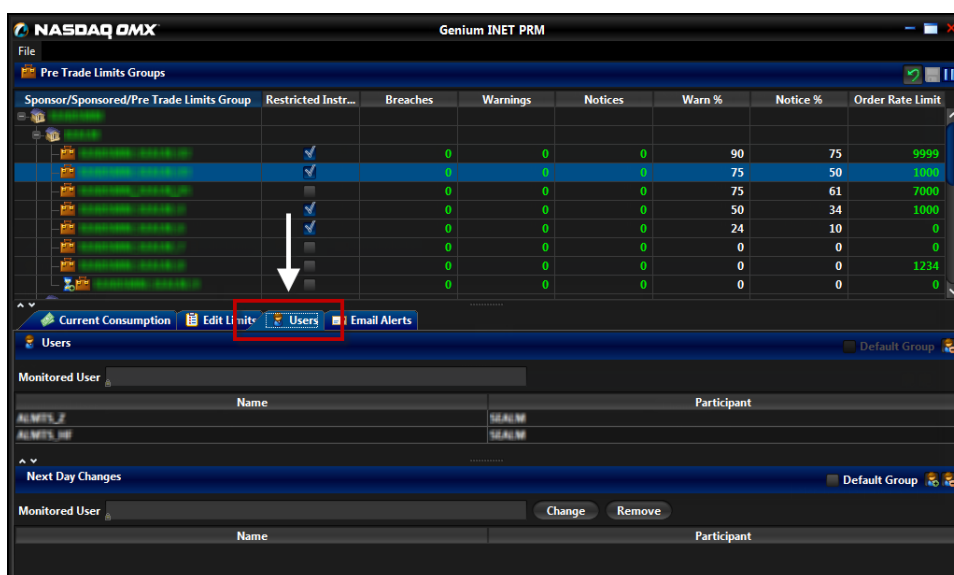 NASDAQ OMX Genium INET PRM
File
Pre Trade Limits Groups
Sponsor/Sponsored/Pre Trade Limits Group Restricted Instr... Breaches Warnings Notices Warn % Notice % Order Rate Limit
0 0 0 90 75 9999
0 0 0 75 50 1000
0 0 0 75 61 7000
0 0 0 50 34 1000
0 0 0 24 10 0
0 0 0 0 0 0
0 0 0 0 0 1234
0 0 0 0 0 0
Current Consumption Edit Limits Users Email Alerts
Users Default Group
Monitored User
Name Participant
ALMTS_Z SEALM
ALMTS_HF SEALM
Next Day Changes Default Group
Monitored User Change Remove
Name Participant